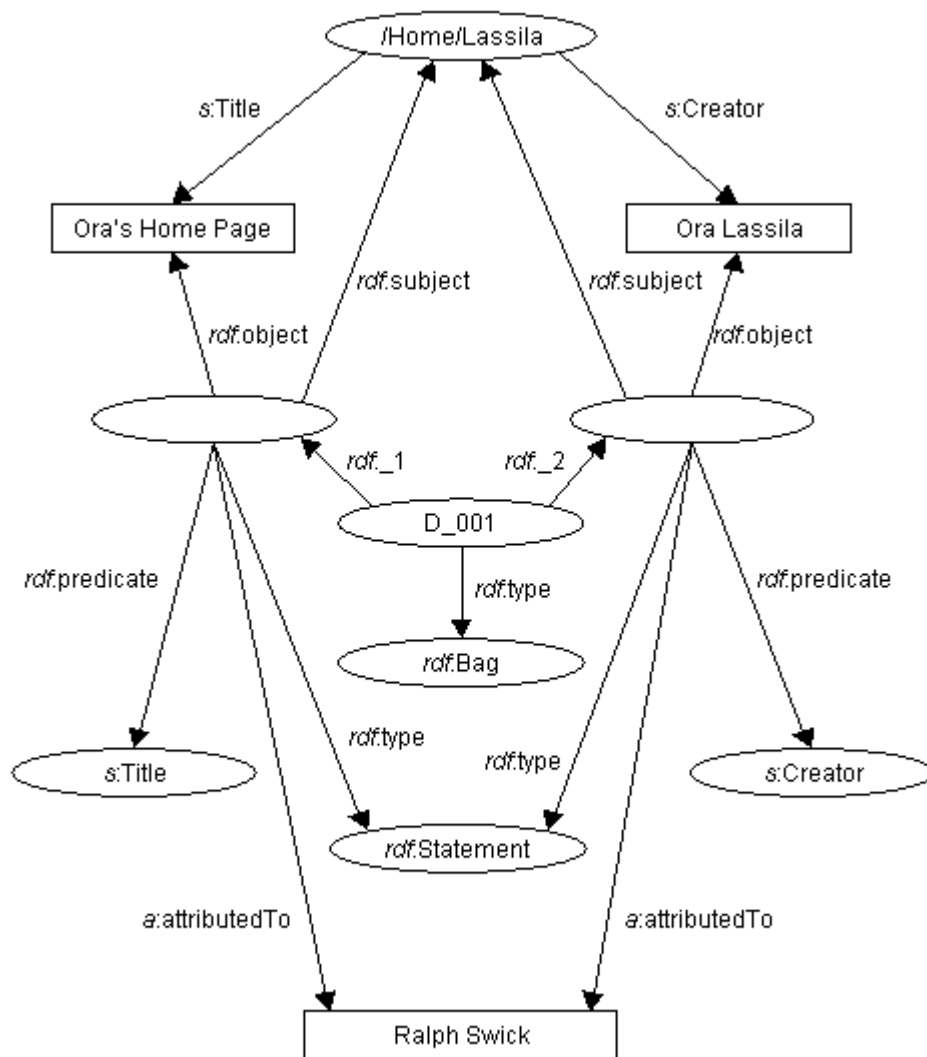 /Home/Lassila
s:Title
s:Creator
Ora's Home Page
Ora Lassila
rdf:subject
rdf:subject
rdf:object
rdf:object
rdf:_1
rdf:_2
D_001
rdf:predicate
rdf:type
rdf:predicate
rdf:Bag
rdf:type
rdf:type
s:Title
s:Creator
rdf:Statement
a:attributedTo
a:attributedTo
Ralph Swick